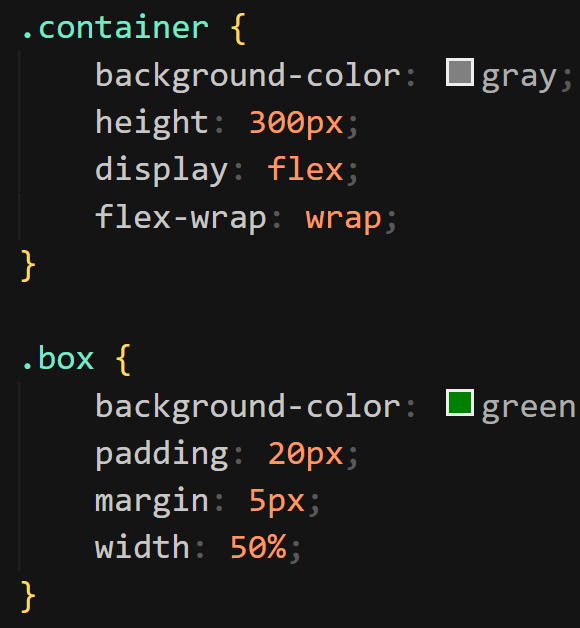 .container {
    background-color: gray;
    height: 300px;
    display: flex;
    flex-wrap: wrap;
}

.box {
    background-color: green
    padding: 20px;
    margin: 5px;
    width: 50%;
}